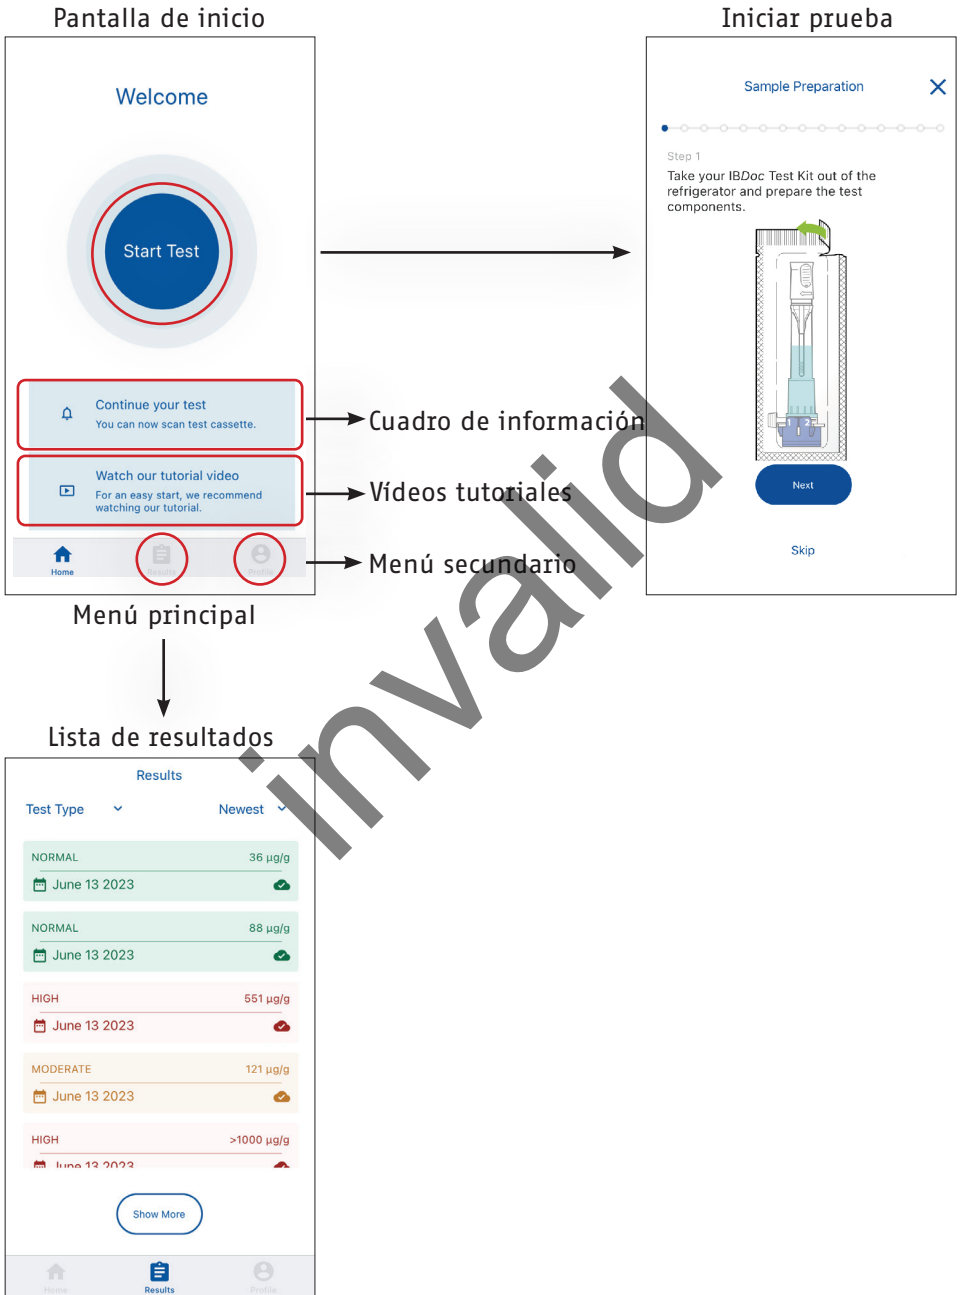 Pantalla de inicio
Iniciar prueba
Welcome
Start Test
Continue your test
You can now scan test cassette.
Watch our tutorial video
For an easy start, we recommend
watching our tutorial.
Home
Results
Profile
Sample Preparation
Step 1
Take your IBDoc Test Kit out of the
refrigerator and prepare the test
components.
1 2
Next
Skip
Cuadro de información
Vídeos tutoriales
Menú secundario
Menú principal
invalid
Lista de resultados
Results
Test Type
Newest
NORMAL 36 µg/g
June 13 2023
NORMAL 88 µg/g
June 13 2023
HIGH 551 µg/g
June 13 2023
MODERATE 121 µg/g
June 13 2023
HIGH >1000 µg/g
June 13 2023
Show More
Home
Results
Profile